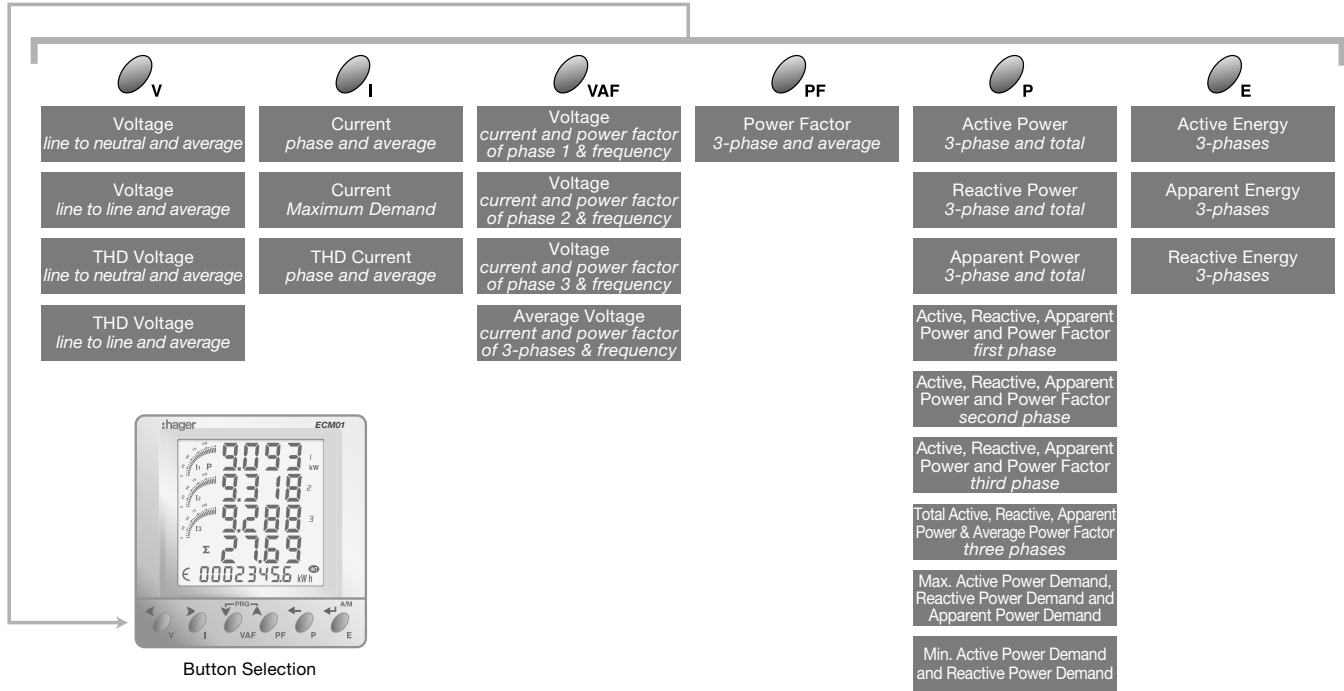 V
I
VAF
PF
P
E
Voltage
line to neutral and average
Voltage
line to line and average
THD Voltage
line to neutral and average
THD Voltage
line to line and average
Current
phase and average
Current
Maximum Demand
THD Current
phase and average
Voltage
current and power factor
of phase 1 & frequency
Voltage
current and power factor
of phase 2 & frequency
Voltage
current and power factor
of phase 3 & frequency
Average Voltage
current and power factor
of 3-phases & frequency
Power Factor
3-phase and average
Active Power
3-phase and total
Reactive Power
3-phase and total
Apparent Power
3-phase and total
Active, Reactive, Apparent
Power and Power Factor
first phase
Active, Reactive, Apparent
Power and Power Factor
second phase
Active, Reactive, Apparent
Power and Power Factor
third phase
Total Active, Reactive, Apparent
Power & Average Power Factor
three phases
Max. Active Power Demand,
Reactive Power Demand and
Apparent Power Demand
Min. Active Power Demand
and Reactive Power Demand
Active Energy
3-phases
Apparent Energy
3-phases
Reactive Energy
3-phases
:hager ECM01
I1 P 9.093 1 kW
I2 9.318 2
I3 9.288 3
Σ 27.69
€ 0002345.6 kWh INT
PRG A/M
V I VAF PF P E
Button Selection